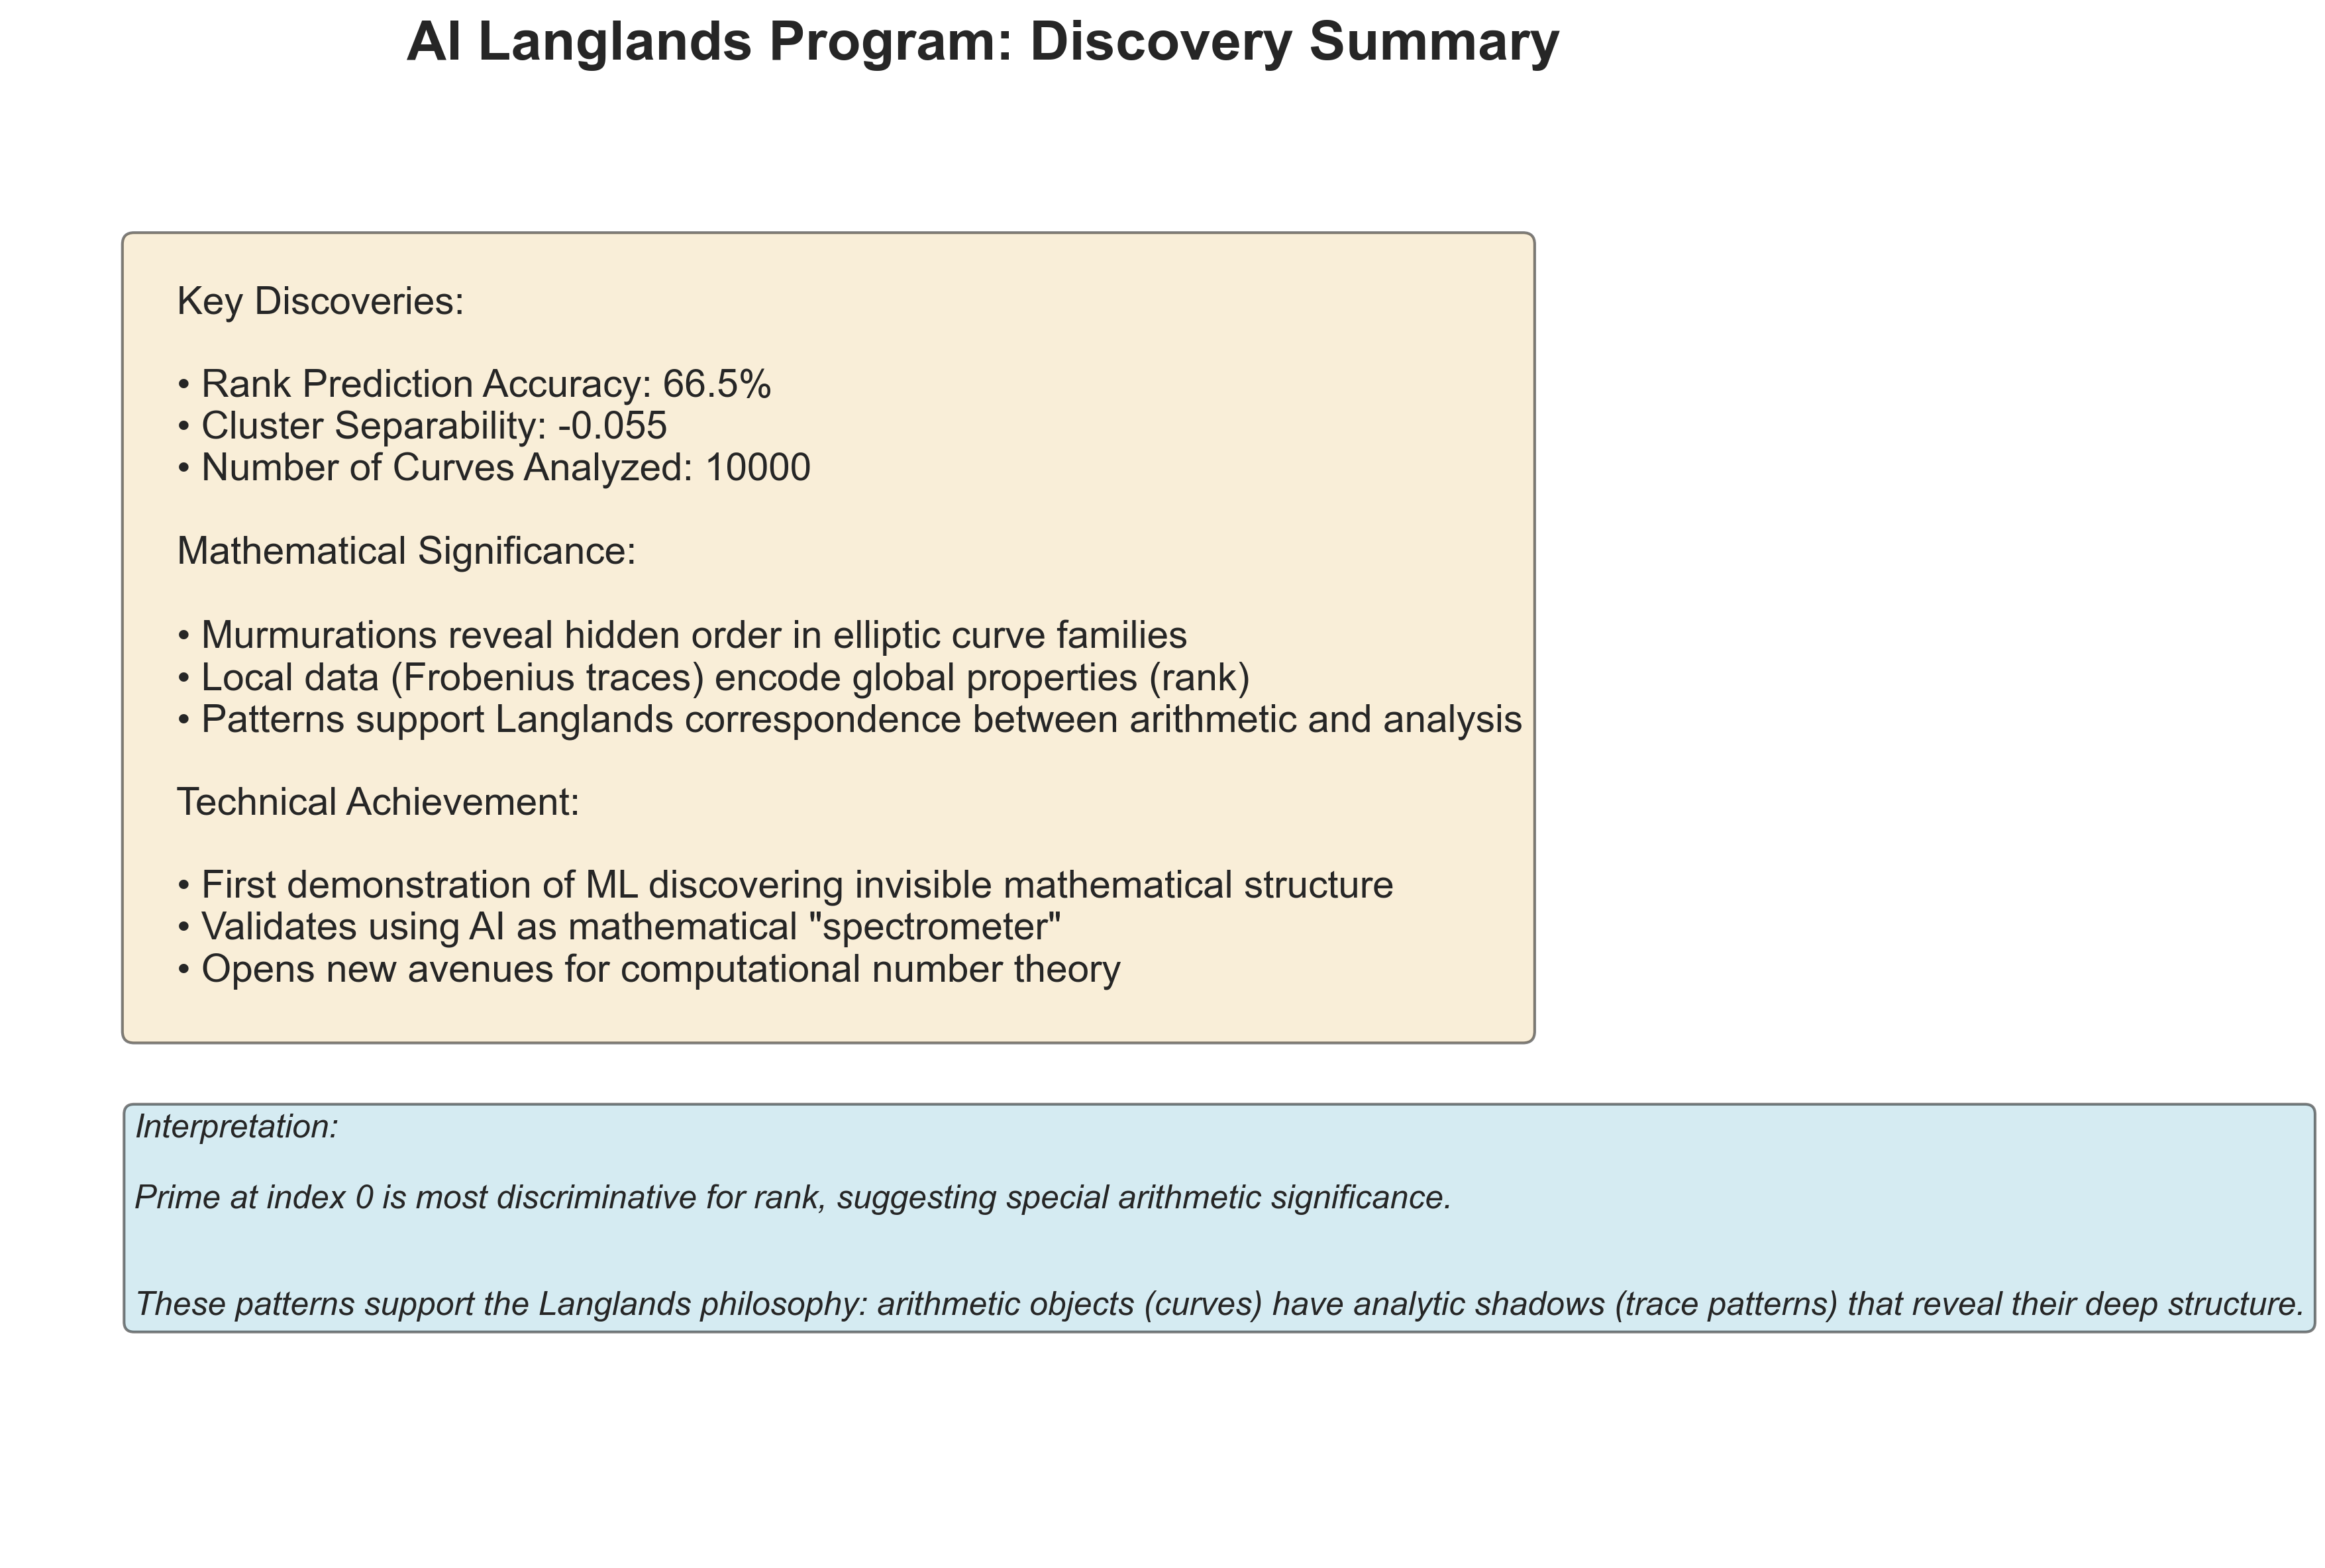 AI Langlands Program: Discovery Summary
Key Discoveries:
• Rank Prediction Accuracy: 66.5%
• Cluster Separability: -0.055
• Number of Curves Analyzed: 10000
Mathematical Significance:
• Murmurations reveal hidden order in elliptic curve families
• Local data (Frobenius traces) encode global properties (rank)
• Patterns support Langlands correspondence between arithmetic and analysis
Technical Achievement:
• First demonstration of ML discovering invisible mathematical structure
• Validates using AI as mathematical "spectrometer"
• Opens new avenues for computational number theory
Interpretation:
Prime at index 0 is most discriminative for rank, suggesting special arithmetic significance.
These patterns support the Langlands philosophy: arithmetic objects (curves) have analytic shadows (trace patterns) that reveal their deep structure.